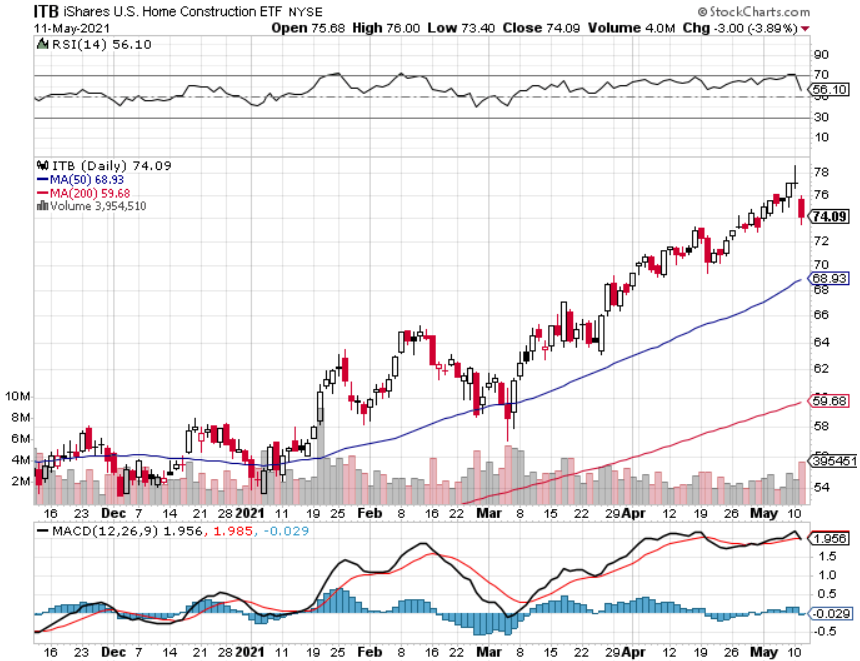 ITB iShares U.S. Home Construction ETF NYSE
© StockCharts.com
11-May-2021
Open 75.68 High 76.00 Low 73.40 Close 74.09 Volume 4.0M Chg -3.00 (-3.89%)
RSI(14) 56.10
90
70
56.10
50
30
10
ITB (Daily) 74.09
MA(50) 68.93
MA(200) 59.68
Volume 3,954,510
78
76
74.09
72
70
68.93
68
66
64
62
59.68
58
56
3954510
54
10M
8M
6M
4M
2M
16 23 Dec 7 14 21 28 2021 11 19 25 Feb 8 16 22 Mar 8 15 22 29 Apr 12 19 26 May 10
MACD(12,26,9) 1.956, 1.985, -0.029
1.956
1.5
1.0
0.5
-0.029
-0.5
16 23 Dec 7 14 21 28 2021 11 19 25 Feb 8 16 22 Mar 8 15 22 29 Apr 12 19 26 May 10